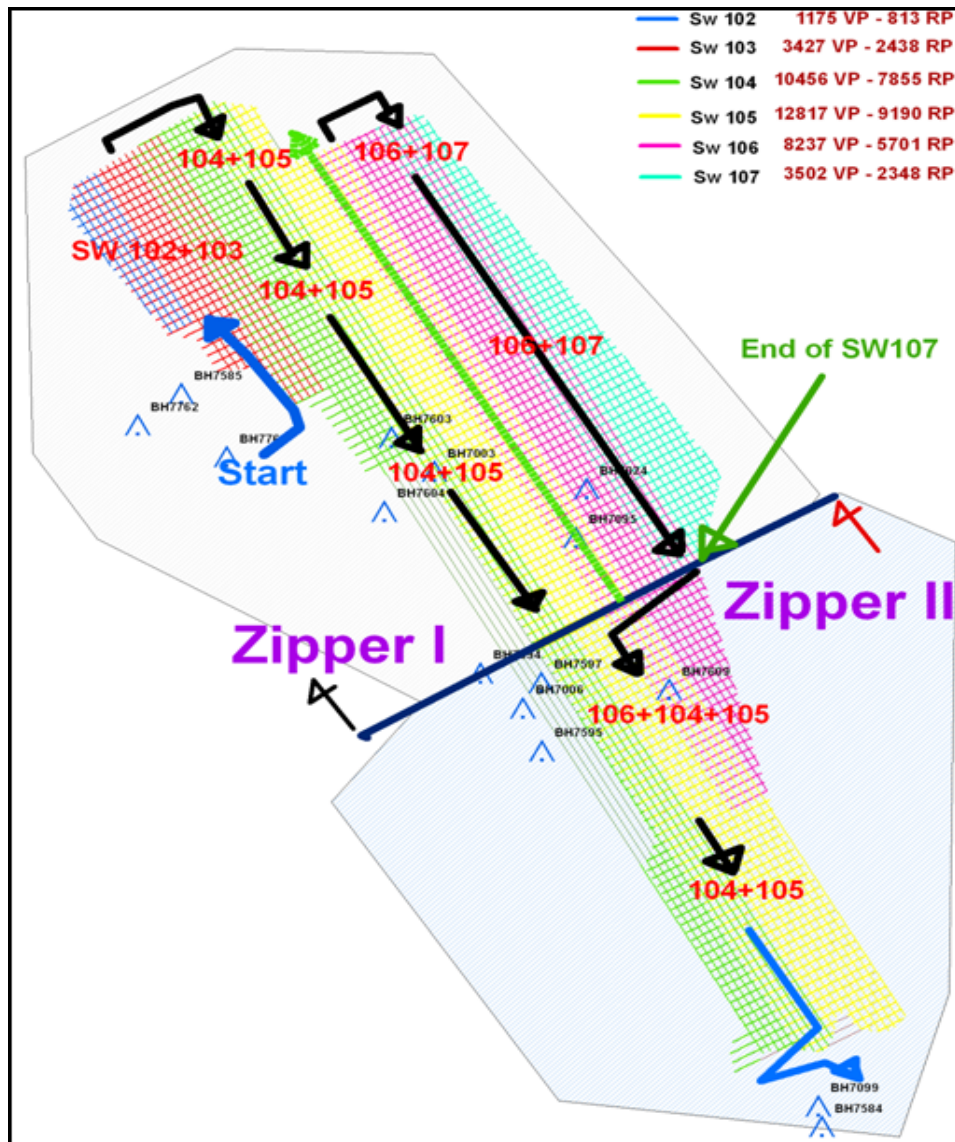 Sw 102 1175 VP - 813 RP
Sw 103 3427 VP - 2438 RP
Sw 104 10456 VP - 7855 RP
Sw 105 12817 VP - 9190 RP
Sw 106 8237 VP - 5701 RP
Sw 107 3502 VP - 2348 RP
104+105
106+107
SW 102+103
104+105
106+107
End of SW107
BH7585
BH7762
BH7603
BH7003
Start
104+105
BH7604
BH7095
Zipper II
Zipper I
BH7597
BH7006
BH7609
106+104+105
BH7595
104+105
BH7099
BH7584